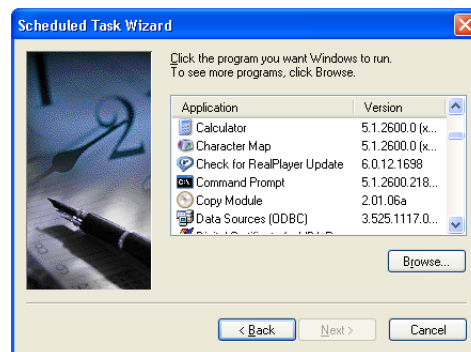 Scheduled Task Wizard
Click the program you want Windows to run.
To see more programs, click Browse.
Application Version
Calculator 5.1.2600.0 (x...
Character Map 5.1.2600.0 (x...
Check for RealPlayer Update 6.0.12.1698
Command Prompt 5.1.2600.218...
Copy Module 2.01.06a
Data Sources (ODBC) 3.525.1117.0...
Browse...
< Back Next > Cancel